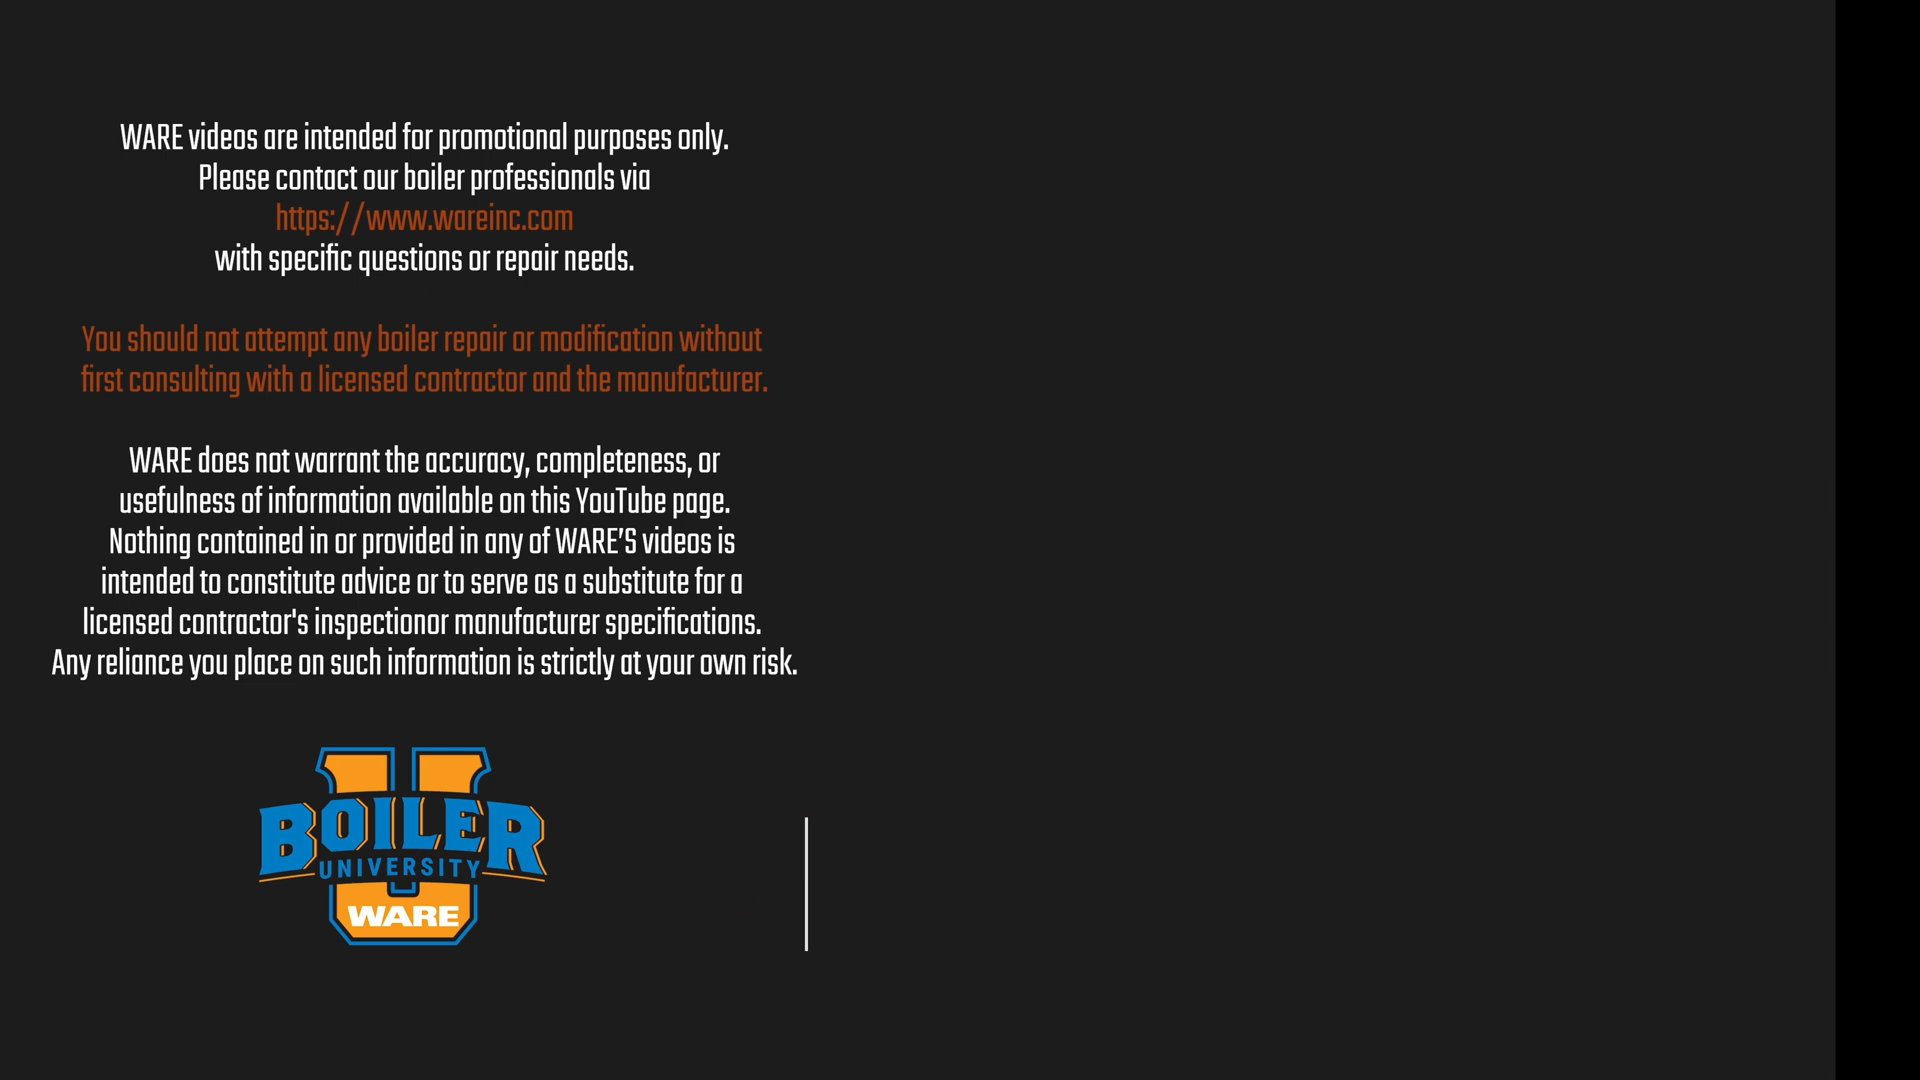 WARE videos are intended for promotional purposes only.
Please contact our boiler professionals via
https://www.wareinc.com
with specific questions or repair needs.
You should not attempt any boiler repair or modification without
first consulting with a licensed contractor and the manufacturer.
WARE does not warrant the accuracy, completeness, or
usefulness of information available on this YouTube page.
Nothing contained in or provided in any of WARE'S videos is
intended to constitute advice or to serve as a substitute for a
licensed contractor's inspectionor manufacturer specifications.
Any reliance you place on such information is strictly at your own risk.
BOILER
UNIVERSITY
WARE